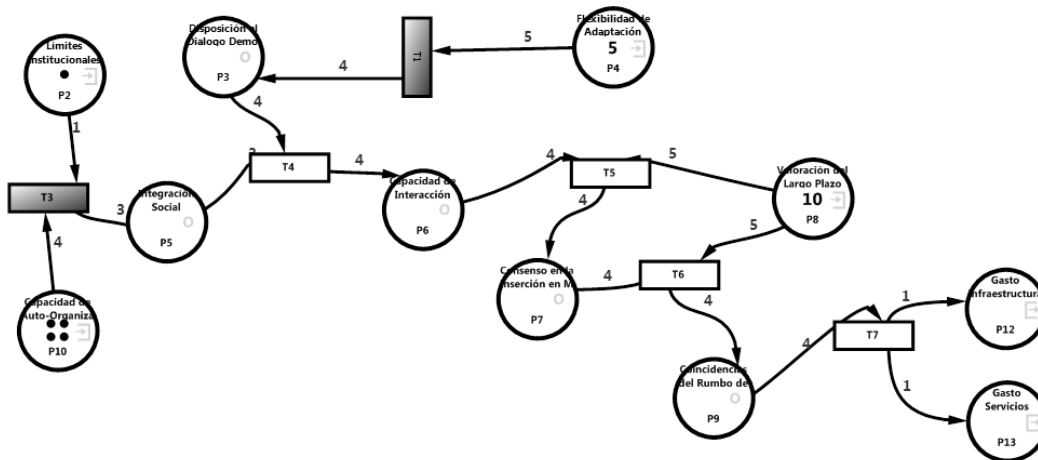 Disposición al
Dialogo Demo
P3
4
T1
5
Flexibilidad de
Adaptación
5
P4
Limites
Institucionales
P2
1
4
T3
4
3
Integración
Social
P5
3
T4
4
Capacidad de
Interacción
P6
4
T5
5
Valoración del
Largo Plazo
10
P8
4
5
Capacidad de
Auto-Organiza
P10
Consenso en la
Inserción en M
P7
4
T6
4
Coincidencias
del Rumbo de
P9
4
T7
1
Gasto
Infraestructura
P12
1
Gasto
Servicios
P13